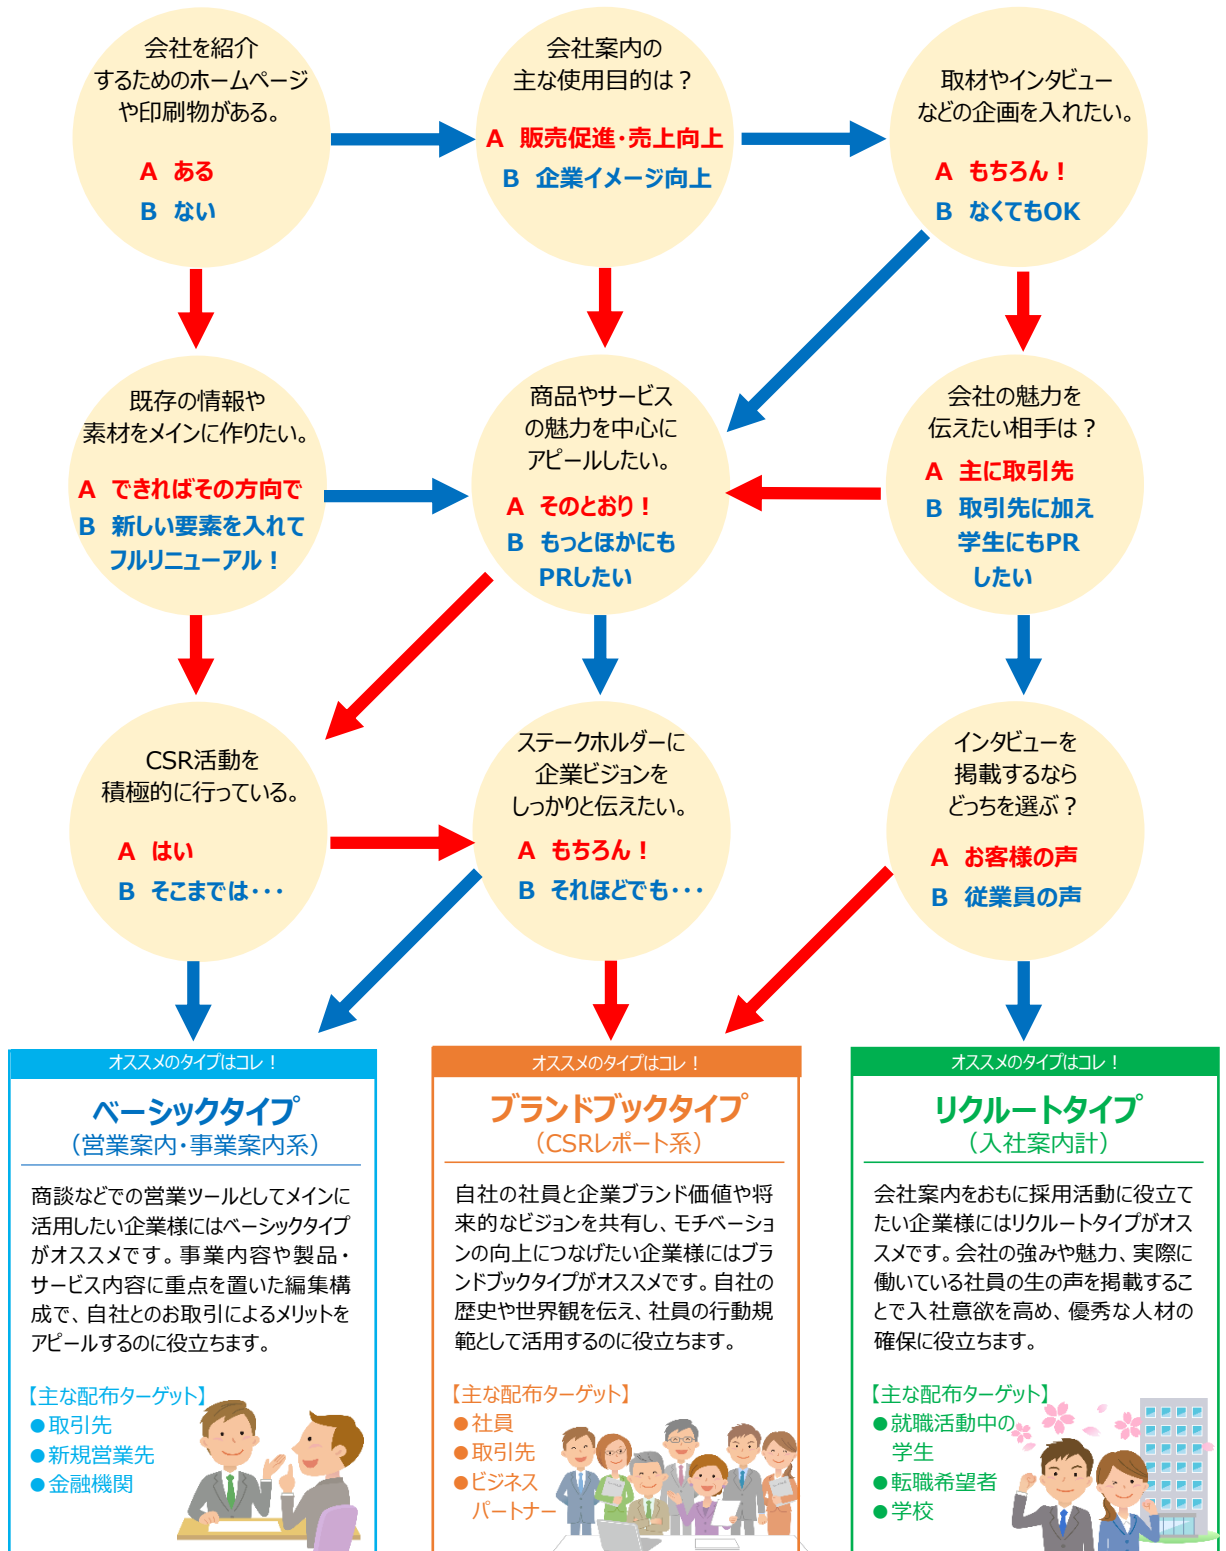 会社を紹介
するためのホームページ
や印刷物がある。
A ある
B ない
会社案内の
主な使用目的は？
A 販売促進・売上向上
B 企業イメージ向上
取材やインタビュー
などの企画を入れたい。
A もちろん！
B なくてもOK
既存の情報や
素材をメインに作りたい。
A できればその方向で
B 新しい要素を入れて
フルリニューアル！
商品やサービス
の魅力を中心に
アピールしたい。
A そのとおり！
B もっとほかにも
PRしたい
会社の魅力を
伝えたい相手は？
A 主に取引先
B 取引先に加え
学生にもPR
したい
CSR活動を
積極的に行っている。
A はい
B そこまでは・・・
ステークホルダーに
企業ビジョンを
しっかりと伝えたい。
A もちろん！
B それほどでも・・・
インタビューを
掲載するなら
どっちを選ぶ？
A お客様の声
B 従業員の声
オススメのタイプはコレ！
ベーシックタイプ
（営業案内・事業案内系）
商談などでの営業ツールとしてメインに
活用したい企業様にはベーシックタイプ
がオススメです。事業内容や製品・
サービス内容に重点を置いた編集構
成で、自社とのお取引によるメリットを
アピールするのに役立ちます。
【主な配布ターゲット】
●取引先
●新規営業先
●金融機関
オススメのタイプはコレ！
ブランドブックタイプ
（CSRレポート系）
自社の社員と企業ブランド価値や将
来的なビジョンを共有し、モチベーショ
ンの向上につなげたい企業様にはブラ
ンドブックタイプがオススメです。自社の
歴史や世界観を伝え、社員の行動規
範として活用するのに役立ちます。
【主な配布ターゲット】
●社員
●取引先
●ビジネス
パートナー
オススメのタイプはコレ！
リクルートタイプ
（入社案内計）
会社案内をおもに採用活動に役立て
たい企業様にはリクルートタイプがオス
スメです。会社の強みや魅力、実際に
働いている社員の生の声を掲載するこ
とで入社意欲を高め、優秀な人材の
確保に役立ちます。
【主な配布ターゲット】
●就職活動中の
学生
●転職希望者
●学校